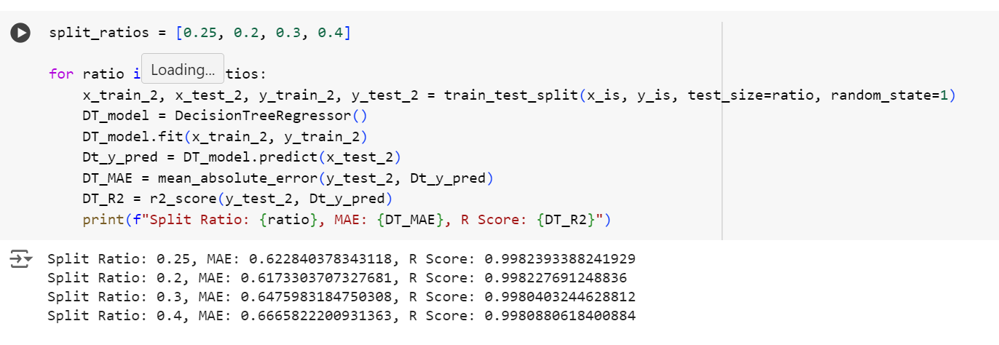 split_ratios = [0.25, 0.2, 0.3, 0.4]
for ratio i
Loading...
tios:
x_train_2, x_test_2, y_train_2, y_test_2 = train_test_split(x_is, y_is, test_size=ratio, random_state=1)
DT_model = DecisionTreeRegressor()
DT_model.fit(x_train_2, y_train_2)
Dt_y_pred = DT_model.predict(x_test_2)
DT_MAE = mean_absolute_error(y_test_2, Dt_y_pred)
DT_R2 = r2_score(y_test_2, Dt_y_pred)
print(f"Split Ratio: {ratio}, MAE: {DT_MAE}, R Score: {DT_R2}")
Split Ratio: 0.25, MAE: 0.622840378343118, R Score: 0.9982393388241929
Split Ratio: 0.2, MAE: 0.6173303707327681, R Score: 0.998227691248836
Split Ratio: 0.3, MAE: 0.6475983184750308, R Score: 0.9980403244628812
Split Ratio: 0.4, MAE: 0.6665822200931363, R Score: 0.9980880618400884